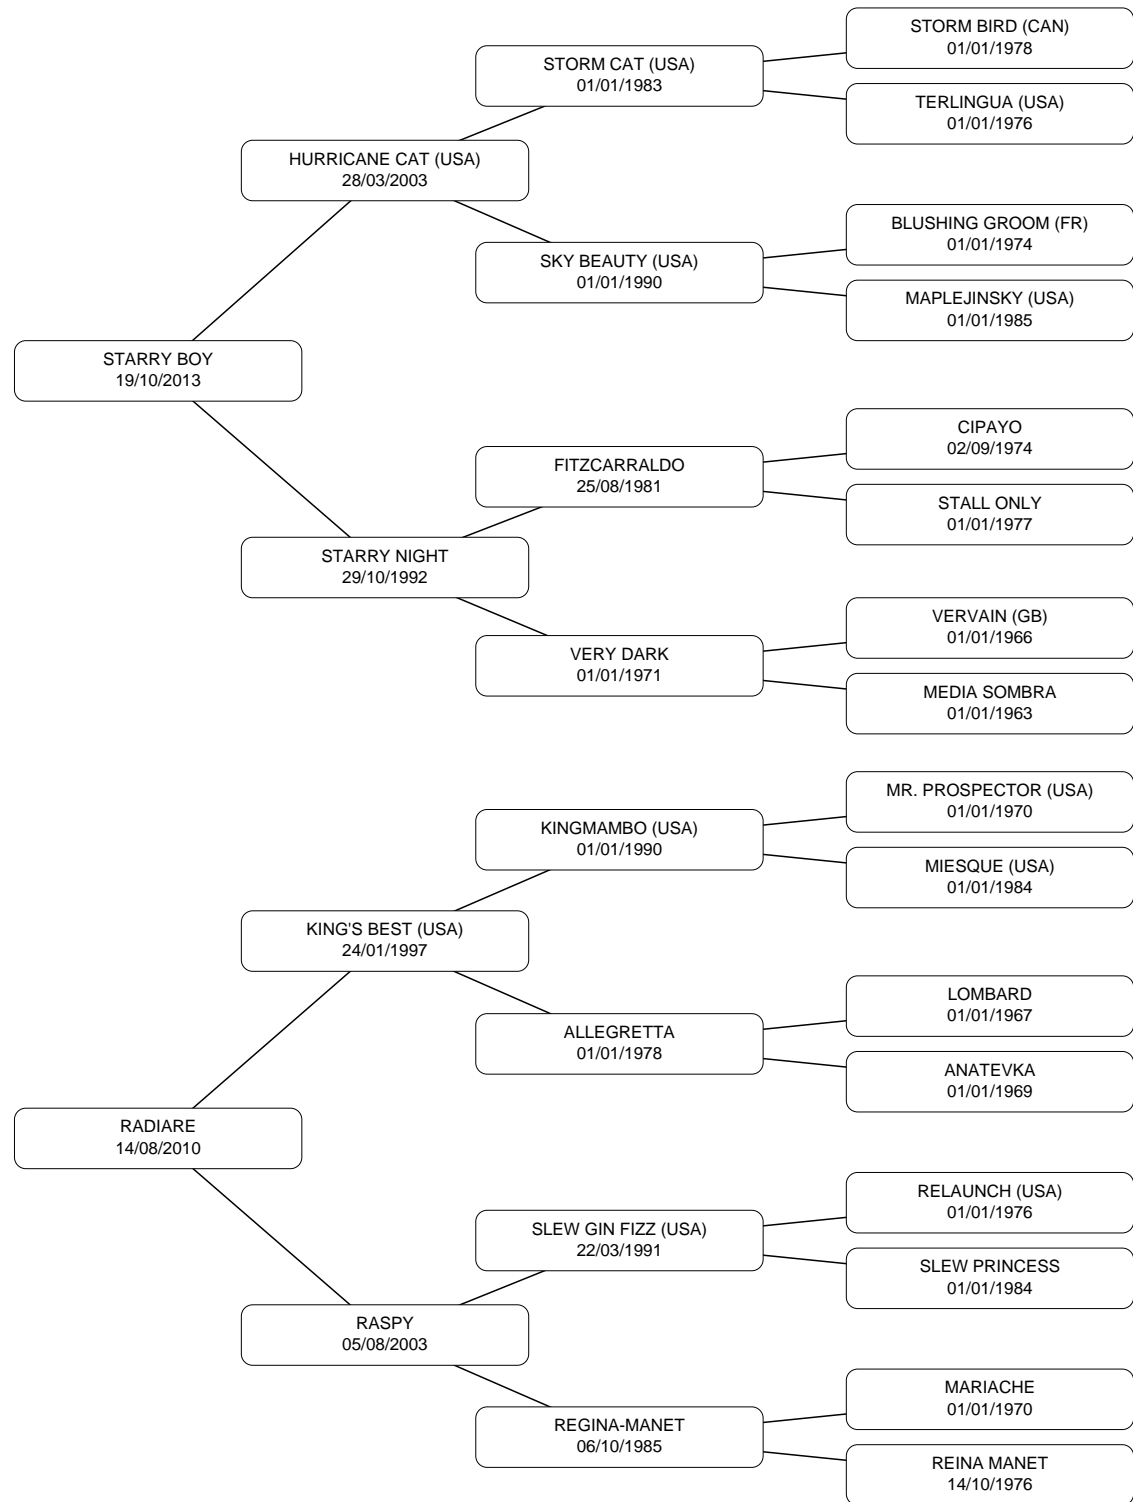 STORM BIRD (CAN)
01/01/1978
STORM CAT (USA)
01/01/1983
TERLINGUA (USA)
01/01/1976
HURRICANE CAT (USA)
28/03/2003
BLUSHING GROOM (FR)
01/01/1974
SKY BEAUTY (USA)
01/01/1990
MAPLEJINSKY (USA)
01/01/1985
STARRY BOY
19/10/2013
CIPAYO
02/09/1974
FITZCARRALDO
25/08/1981
STALL ONLY
01/01/1977
STARRY NIGHT
29/10/1992
VERVAIN (GB)
01/01/1966
VERY DARK
01/01/1971
MEDIA SOMBRA
01/01/1963
MR. PROSPECTOR (USA)
01/01/1970
KINGMAMBO (USA)
01/01/1990
MIESQUE (USA)
01/01/1984
KING'S BEST (USA)
24/01/1997
LOMBARD
01/01/1967
ALLEGRETTA
01/01/1978
ANATEVKA
01/01/1969
RADIARE
14/08/2010
RELAUNCH (USA)
01/01/1976
SLEW GIN FIZZ (USA)
22/03/1991
SLEW PRINCESS
01/01/1984
RASPY
05/08/2003
MARIACHE
01/01/1970
REGINA-MANET
06/10/1985
REINA MANET
14/10/1976